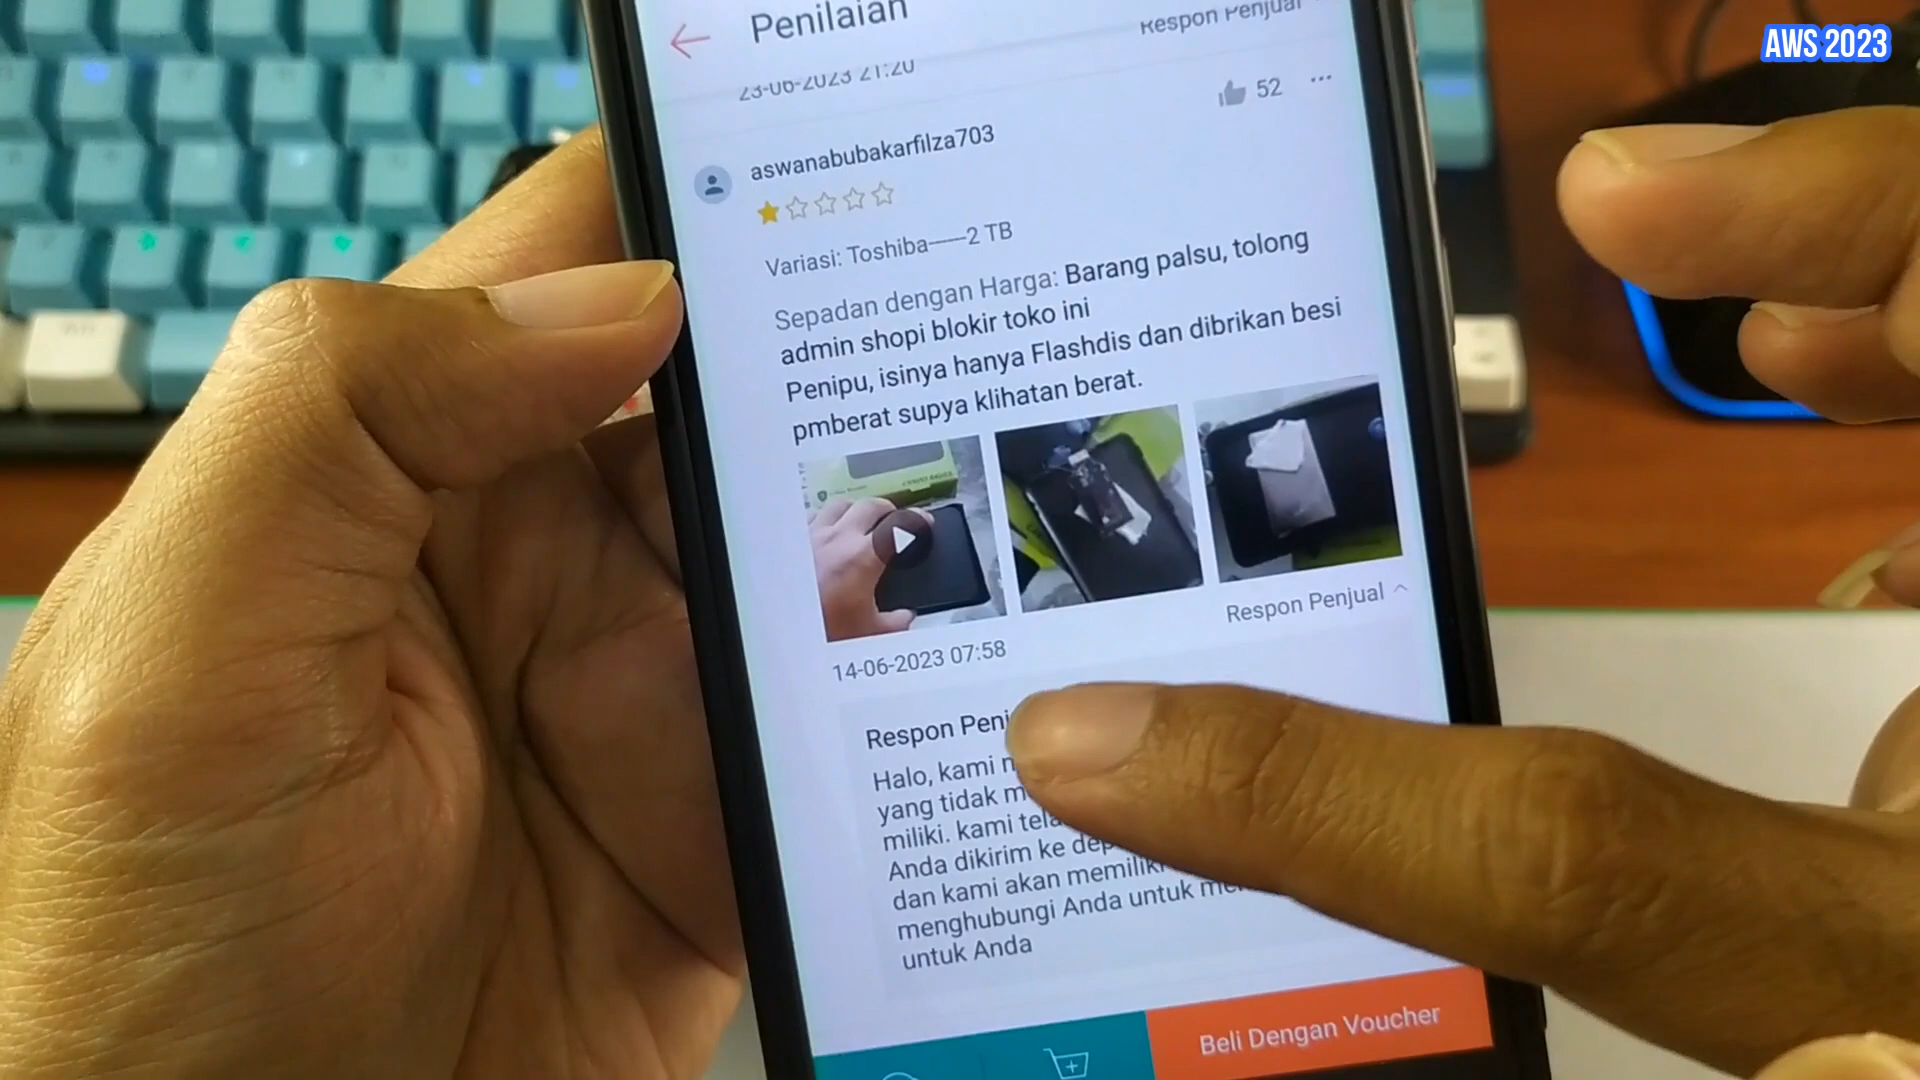 AWS 2023
Penilaian
Respon Penjual
23-06-2023 21:20
52
aswanabubakarfilza703
Variasi: Toshiba——2 TB
Sepadan dengan Harga: Barang palsu, tolong
admin shopi blokir toko ini
Penipu, isinya hanya Flashdis dan dibrikan besi
pmberat supya klihatan berat.
Respon Penjual
14-06-2023 07:58
Respon
Halo, kami
yang tidak
miliki. kami
Anda dikirim ke
dan kami akan
menghubungi Anda untuk
untuk Anda
Beli Dengan Voucher